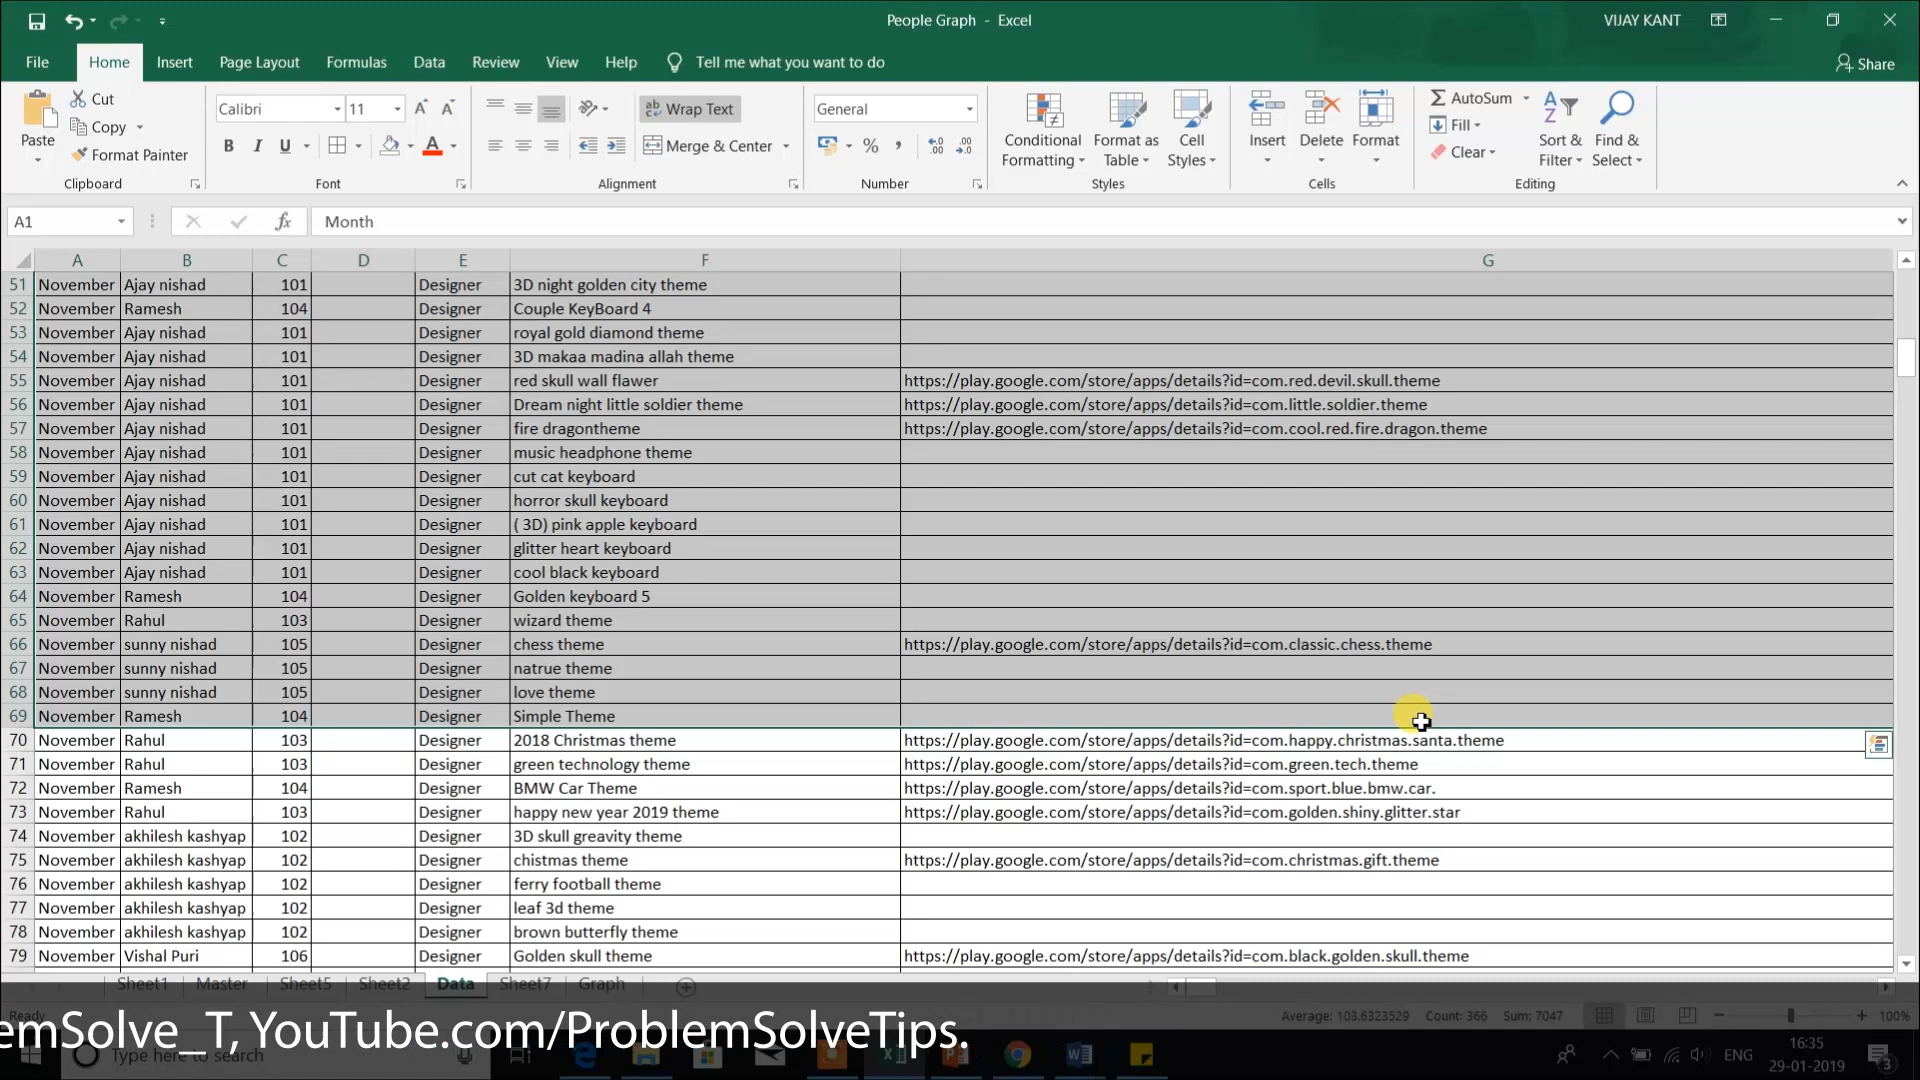 People Graph - Excel
VIJAY KANT
File Home Insert Page Layout Formulas Data Review View Help Tell me what you want to do Share
Paste Cut Copy Format Painter Clipboard
Calibri 11 B I U Font
Wrap Text Merge & Center Alignment
General % , Number
Conditional Formatting Format as Table Cell Styles Styles
Insert Delete Format Cells
AutoSum Fill Clear Sort & Filter Find & Select Editing
A1 fx Month
A B C D E F G
51 November Ajay nishad 101 Designer 3D night golden city theme
52 November Ramesh 104 Designer Couple KeyBoard 4
53 November Ajay nishad 101 Designer royal gold diamond theme
54 November Ajay nishad 101 Designer 3D makaa madina allah theme
55 November Ajay nishad 101 Designer red skull wall flawer https://play.google.com/store/apps/details?id=com.red.devil.skull.theme
56 November Ajay nishad 101 Designer Dream night little soldier theme https://play.google.com/store/apps/details?id=com.little.soldier.theme
57 November Ajay nishad 101 Designer fire dragontheme https://play.google.com/store/apps/details?id=com.cool.red.fire.dragon.theme
58 November Ajay nishad 101 Designer music headphone theme
59 November Ajay nishad 101 Designer cut cat keyboard
60 November Ajay nishad 101 Designer horror skull keyboard
61 November Ajay nishad 101 Designer ( 3D) pink apple keyboard
62 November Ajay nishad 101 Designer glitter heart keyboard
63 November Ajay nishad 101 Designer cool black keyboard
64 November Ramesh 104 Designer Golden keyboard 5
65 November Rahul 103 Designer wizard theme
66 November sunny nishad 105 Designer chess theme https://play.google.com/store/apps/details?id=com.classic.chess.theme
67 November sunny nishad 105 Designer natrue theme
68 November sunny nishad 105 Designer love theme
69 November Ramesh 104 Designer Simple Theme
70 November Rahul 103 Designer 2018 Christmas theme https://play.google.com/store/apps/details?id=com.happy.christmas.santa.theme
71 November Rahul 103 Designer green technology theme https://play.google.com/store/apps/details?id=com.green.tech.theme
72 November Ramesh 104 Designer BMW Car Theme https://play.google.com/store/apps/details?id=com.sport.blue.bmw.car.
73 November Rahul 103 Designer happy new year 2019 theme https://play.google.com/store/apps/details?id=com.golden.shiny.glitter.star
74 November akhilesh kashyap 102 Designer 3D skull greavity theme
75 November akhilesh kashyap 102 Designer chistmas theme https://play.google.com/store/apps/details?id=com.christmas.gift.theme
76 November akhilesh kashyap 102 Designer ferry football theme
77 November akhilesh kashyap 102 Designer leaf 3d theme
78 November akhilesh kashyap 102 Designer brown butterfly theme
79 November Vishal Puri 106 Designer Golden skull theme https://play.google.com/store/apps/details?id=com.black.golden.skull.theme
Sheet1 Master Sheet5 Sheet2 Data Sheet7 Graph
Ready Average: 103.6323529 Count: 366 Sum: 7047 100%
emSolve_T, YouTube.com/ProblemSolveTips.
Type here to search ENG 16:35 29-01-2019 3